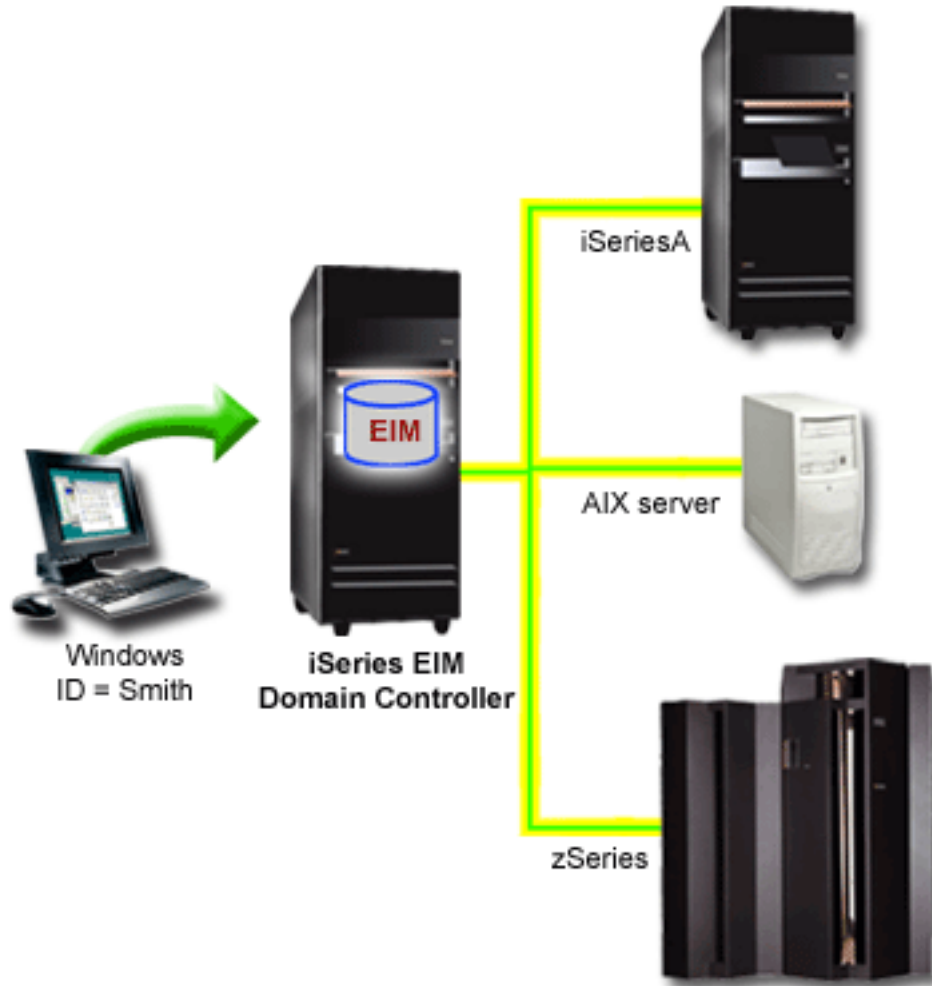 iSeriesA
EIM
AIX server
Windows
ID = Smith
iSeries EIM
Domain Controller
zSeries